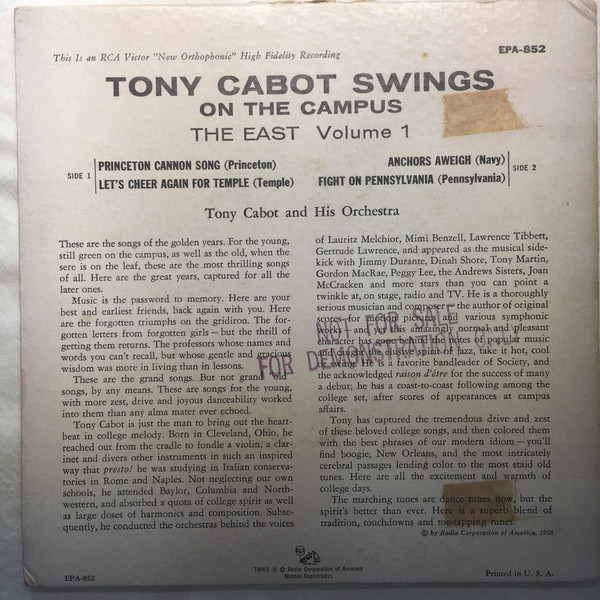 This Is an RCA Victor "New Orthophonic" High Fidelity Recording
EPA-852
TONY CABOT SWINGS
ON THE CAMPUS
THE EAST Volume 1
SIDE 1
PRINCETON CANNON SONG (Princeton)
LET'S CHEER AGAIN FOR TEMPLE (Temple)
ANCHORS AWEIGH (Navy)
FIGHT ON PENNSYLVANIA (Pennsylvania)
SIDE 2
Tony Cabot and His Orchestra
These are the songs of the golden years. For the young,
still green on the campus, as well as the old, when the
sere is on the leaf, these are the most thrilling songs
of all. Here are the great years, captured for all the
later ones.
Music is the password to memory. Here are your
best and earliest friends, back again with you. Here
are the forgotten triumphs on the gridiron. The for-
gotten letters from forgotten girls—but the thrill of
getting them returns. The professors whose names and
words you can't recall, but whose gentle and gracious
wisdom was more in living than in lessons.
These are the grand songs. But not grand old
songs, by any means. These are songs for the young,
with more zest, drive and joyous danceability worked
into them than any alma mater ever echoed.
Tony Cabot is just the man to bring out the heart-
beat in college melody. Born in Cleveland, Ohio, he
reached out from the cradle to fondle a violin, a clar-
inet and divers other instruments in such an inspired
way that presto! he was studying in Italian conserva-
tories in Rome and Naples. Not neglecting our own
schools, he attended Baylor, Columbia and North-
western, and absorbed a quota of college spirit as well
as large doses of harmonics and composition. Subse-
quently, he conducted the orchestras behind the voices
of Lauritz Melchior, Mimi Benzell, Lawrence Tibbett,
Gertrude Lawrence, and appeared as the musical side-
kick with Jimmy Durante, Dinah Shore, Tony Martin,
Gordon MacRae, Peggy Lee, the Andrews Sisters, Joan
McCracken and more stars than you can point a
twinkle at, on stage, radio and TV. He is a thoroughly
serious musician and composer—the author of original
scores for motion pictures and various symphonic
works—and yet this amazingly normal and pleasant
character has been behind the notes of popular music
and caught its elusive spirit of jazz, take it hot, cool
or swing. He is a favorite bandleader of Society, and
the acknowledged raison d'être for the success of many
a debut; he has a coast-to-coast following among the
college set, after scores of appearances at campus
affairs.
Tony has captured the tremendous drive and zest
of these beloved college songs, and then colored them
with the best phrases of our modern idiom—you'll
find boogie, New Orleans, and the most intricately
cerebral passages lending color to the most staid old
tunes. Here are all the excitement and warmth of
college days.
The marching tunes are dance tunes now, but the
spirit's better than ever. Here is a superb blend of
tradition, touchdowns and toe-tapping tunes.
© by Radio Corporation of America, 1956
NOT FOR SALE
FOR DEMONSTRATION Only
TMKS ® © Radio Corporation of America
Marcas Registradas
EPA-852
Printed in U. S. A.